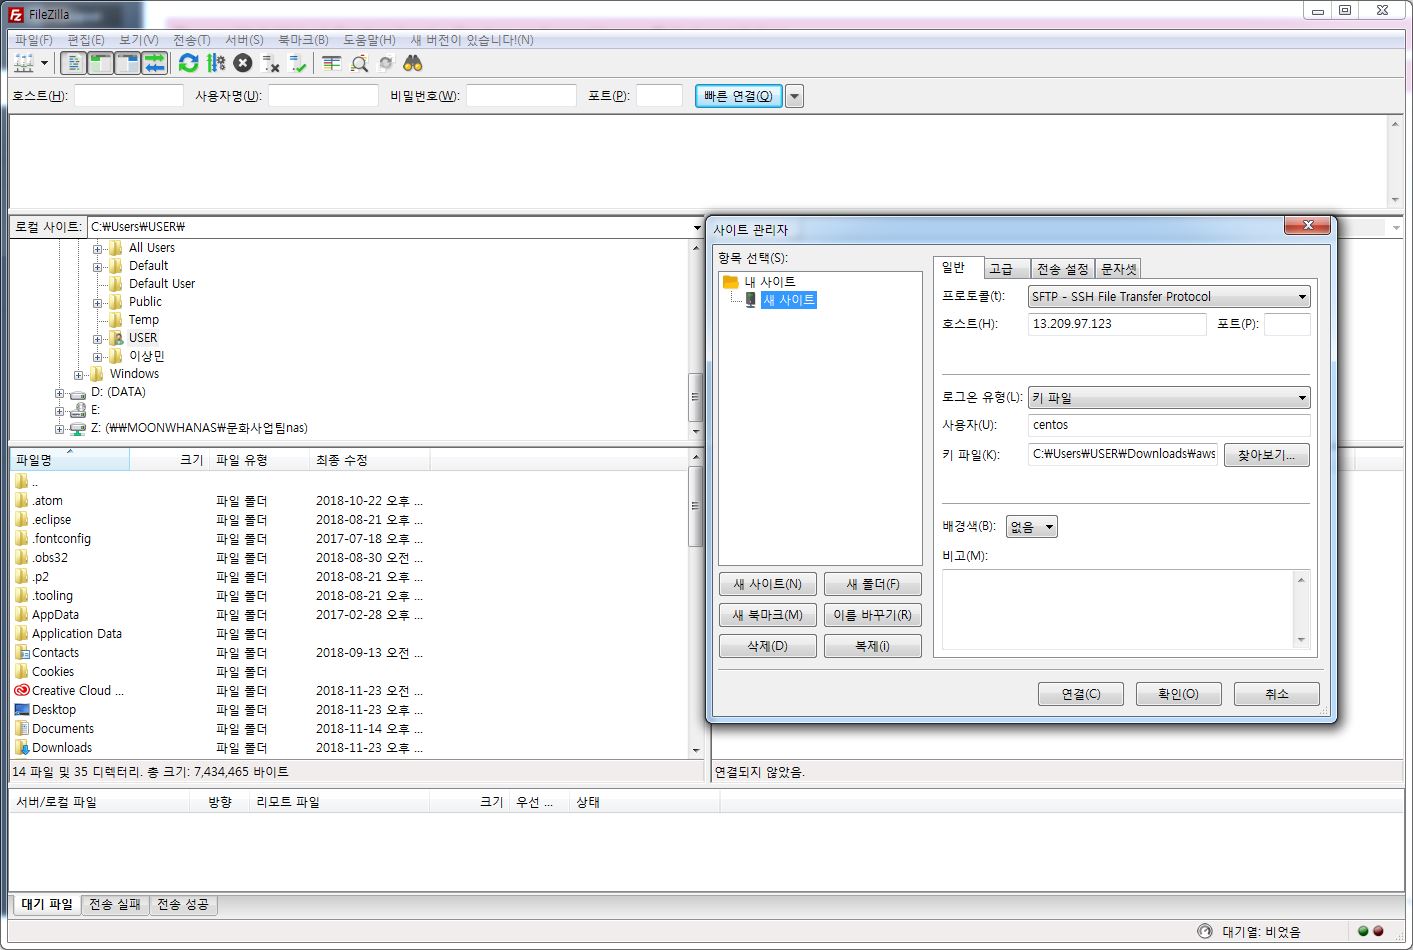 FileZilla
파일(F) 편집(E) 보기(V) 전송(T) 서버(S) 북마크(B) 도움말(H) 새 버전이 있습니다!(N)
호스트(H): 사용자명(U): 비밀번호(W): 포트(P): 빠른 연결(Q)
로컬 사이트: C:₩Users₩USER₩
All Users
Default
Default User
Public
Temp
USER
이상민
Windows
D: (DATA)
E:
Z: (₩₩MOONWHANAS₩문화사업팀nas)
파일명 크기 파일 유형 최종 수정
..
.atom 파일 폴더 2018-10-22 오후 ...
.eclipse 파일 폴더 2018-08-21 오후 ...
.fontconfig 파일 폴더 2017-07-18 오후 ...
.obs32 파일 폴더 2018-08-30 오전 ...
.p2 파일 폴더 2018-08-21 오후 ...
.tooling 파일 폴더 2018-08-21 오후 ...
AppData 파일 폴더 2017-02-28 오후 ...
Application Data 파일 폴더
Contacts 파일 폴더 2018-09-13 오전 ...
Cookies 파일 폴더
Creative Cloud ... 파일 폴더 2018-11-23 오전 ...
Desktop 파일 폴더 2018-11-23 오후 ...
Documents 파일 폴더 2018-11-14 오후 ...
Downloads 파일 폴더 2018-11-23 오후 ...
14 파일 및 35 디렉터리. 총 크기: 7,434,465 바이트
사이트 관리자
항목 선택(S):
내 사이트
새 사이트
새 사이트(N) 새 폴더(F)
새 북마크(M) 이름 바꾸기(R)
삭제(D) 복제(i)
일반 고급 전송 설정 문자셋
프로토콜(t): SFTP - SSH File Transfer Protocol
호스트(H): 13.209.97.123 포트(P):
로그온 유형(L): 키 파일
사용자(U): centos
키 파일(K): C:₩Users₩USER₩Downloads₩aws 찾아보기...
배경색(B): 없음
비고(M):
연결(C) 확인(O) 취소
연결되지 않았음.
서버/로컬 파일 방향 리모트 파일 크기 우선 ... 상태
대기 파일 전송 실패 전송 성공
대기열: 비었음